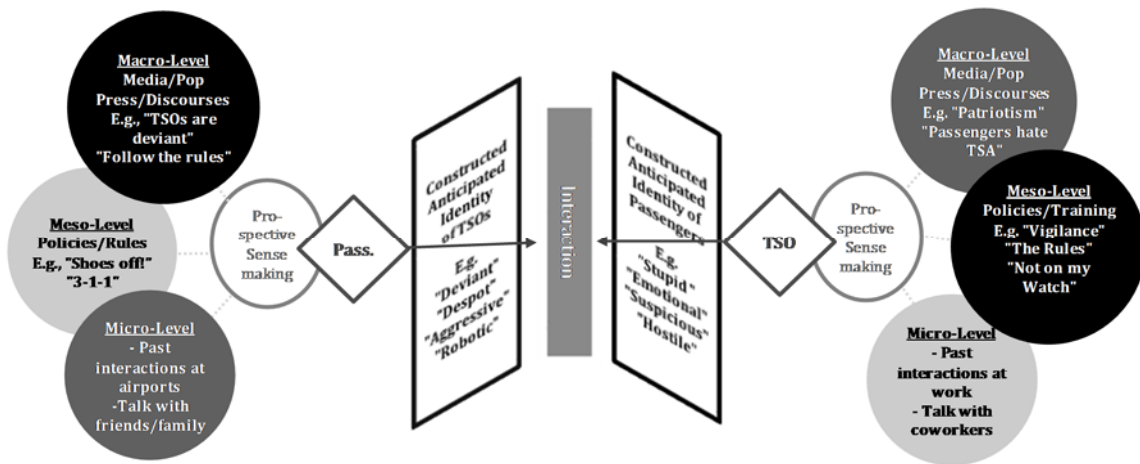 Macro-Level
Media/Pop
Press/Discourses
E.g., "TSOs are
deviant"
"Follow the rules"
Meso-Level
Policies/Rules
E.g., "Shoes off!"
"3-1-1"
Micro-Level
- Past
interactions at
airports
-Talk with
friends/family
Pro-
spective
Sense
making
Pass.
Constructed
Anticipated
Identity
of TSOs
E.g.
"Deviant"
"Despot"
"Aggressive"
"Robotic"
Interaction
Constructed
Anticipated
Identity of
Passengers
E.g.
"Stupid"
"Emotional"
"Suspicious"
"Hostile"
TSO
Pro-
spective
Sense
making
Macro-Level
Media/Pop
Press/Discourses
E.g. "Patriotism"
"Passengers hate
TSA"
Meso-Level
Policies/Training
E.g. "Vigilance"
"The Rules"
"Not on my
Watch"
Micro-Level
- Past
interactions at
work
- Talk with
coworkers